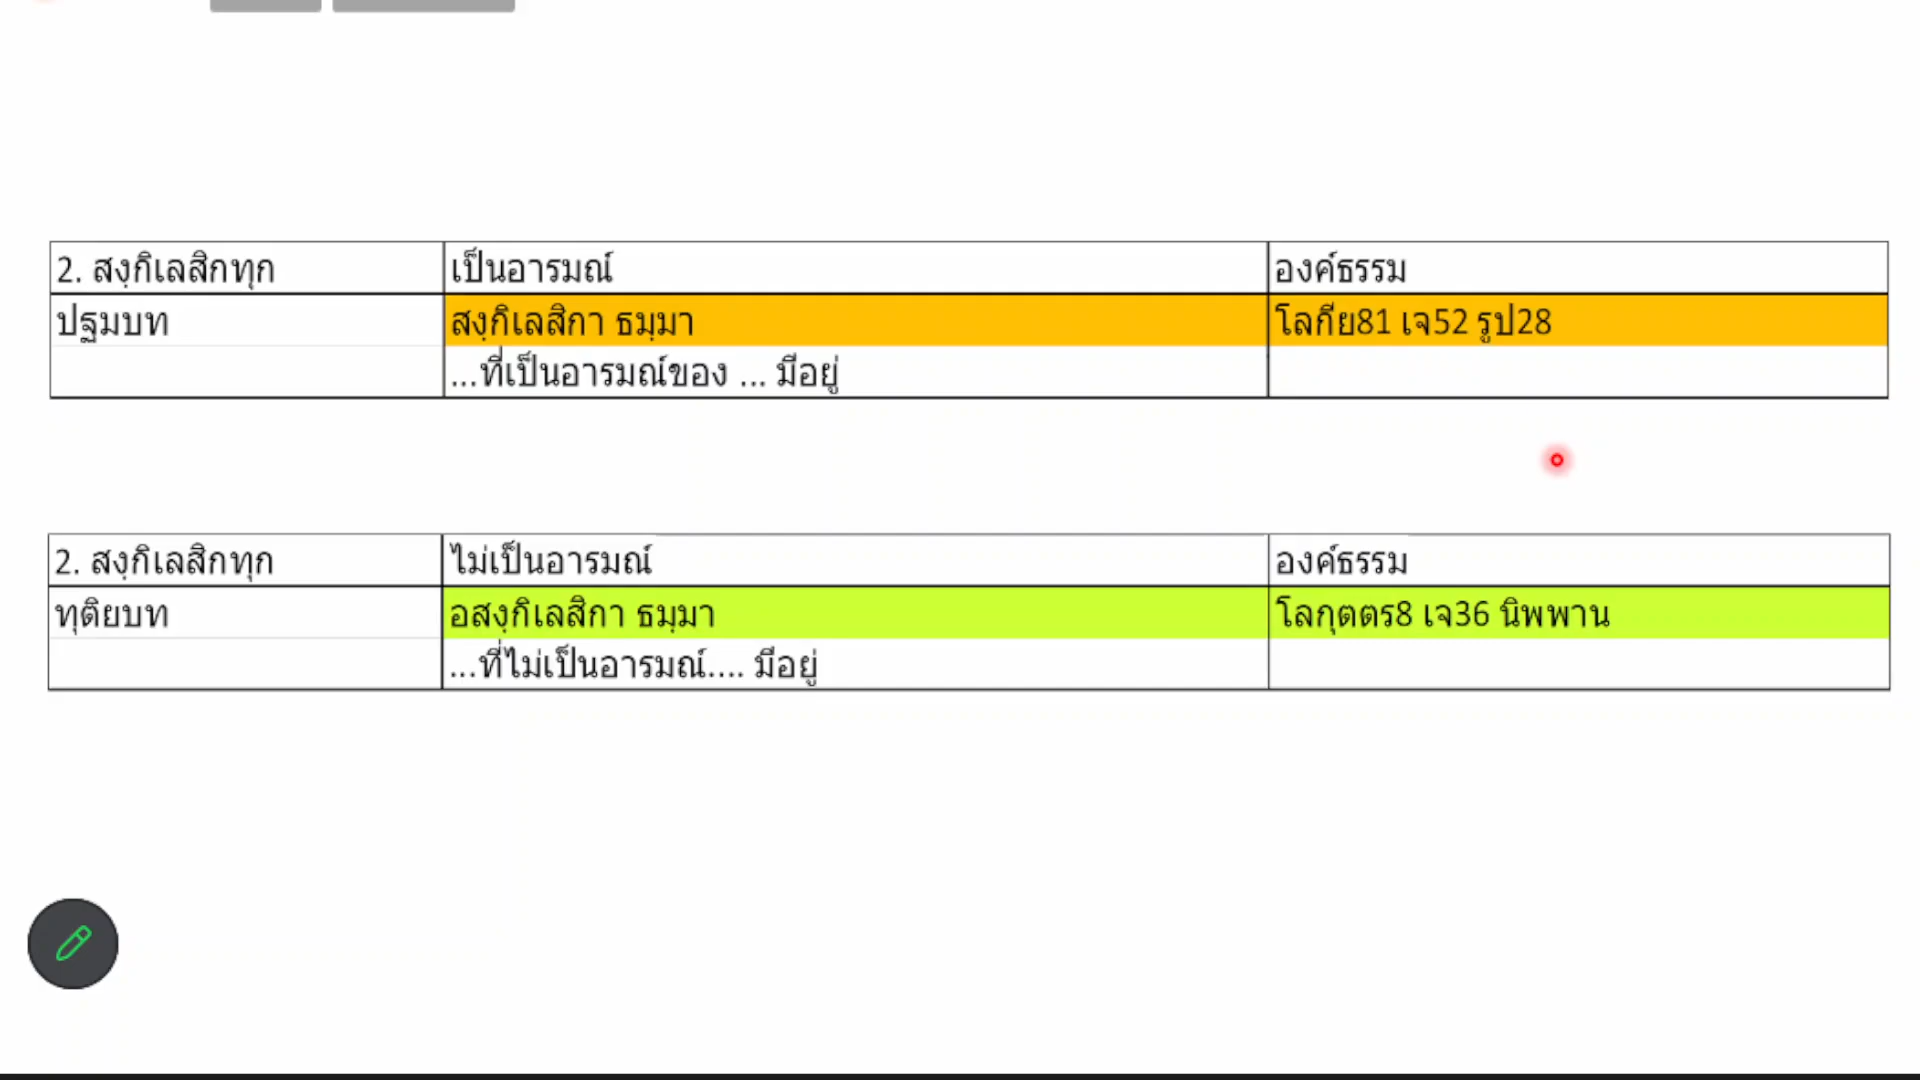 2. สงฺกิเลสิกทุก เป็นอารมณ์ องค์ธรรม
ปฐมบท สงฺกิเลสิกา ธมฺมา โลกีย81 เจ52 รูป28
...ที่เป็นอารมณ์ของ ... มีอยู่
2. สงฺกิเลสิกทุก ไม่เป็นอารมณ์ องค์ธรรม
ทุติยบท อสงฺกิเลสิกา ธมฺมา โลกุตตร8 เจ36 นิพพาน
...ที่ไม่เป็นอารมณ์.... มีอยู่